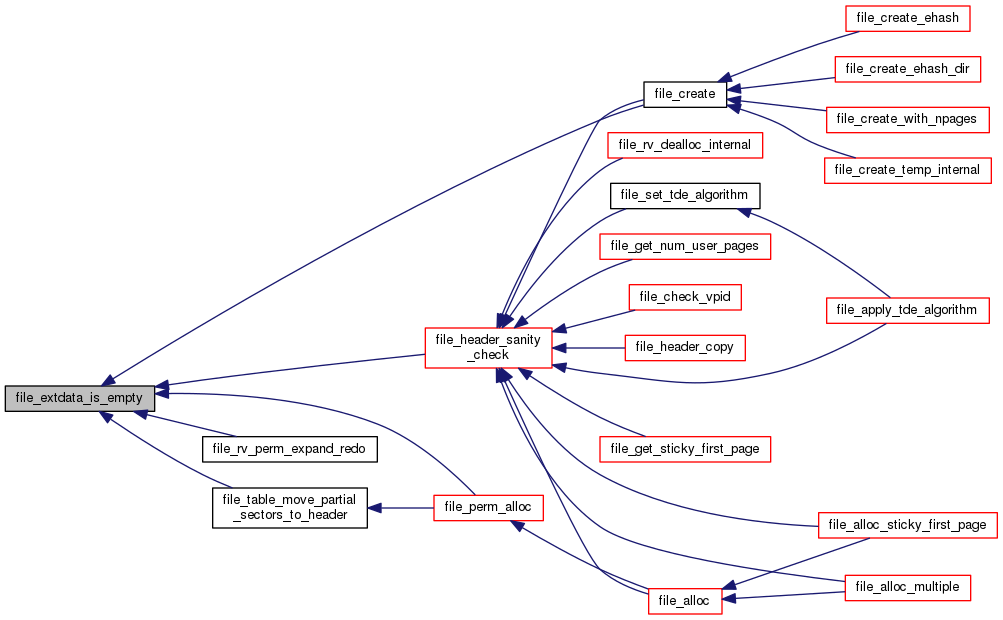 file_create_ehash
file_create_ehash_dir
file_create
file_create_with_npages
file_rv_dealloc_internal
file_create_temp_internal
file_set_tde_algorithm
file_get_num_user_pages
file_check_vpid
file_apply_tde_algorithm
file_header_sanity
_check
file_header_copy
file_extdata_is_empty
file_rv_perm_expand_redo
file_get_sticky_first_page
file_table_move_partial
_sectors_to_header
file_perm_alloc
file_alloc_sticky_first_page
file_alloc_multiple
file_alloc